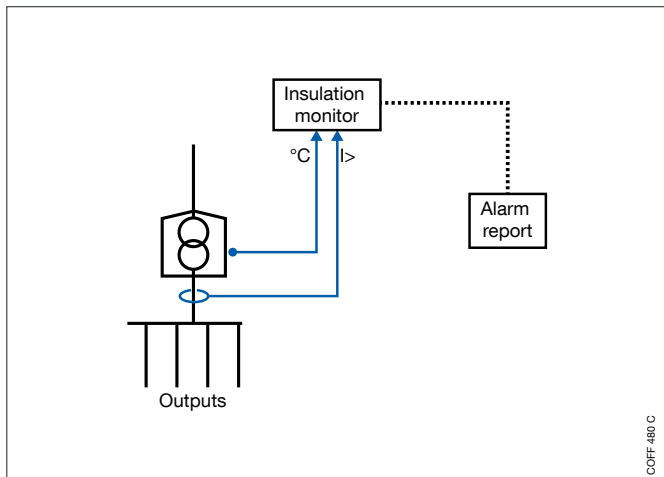 Insulation
monitor
°C
I>
Alarm
report
Outputs
COFF 480 C